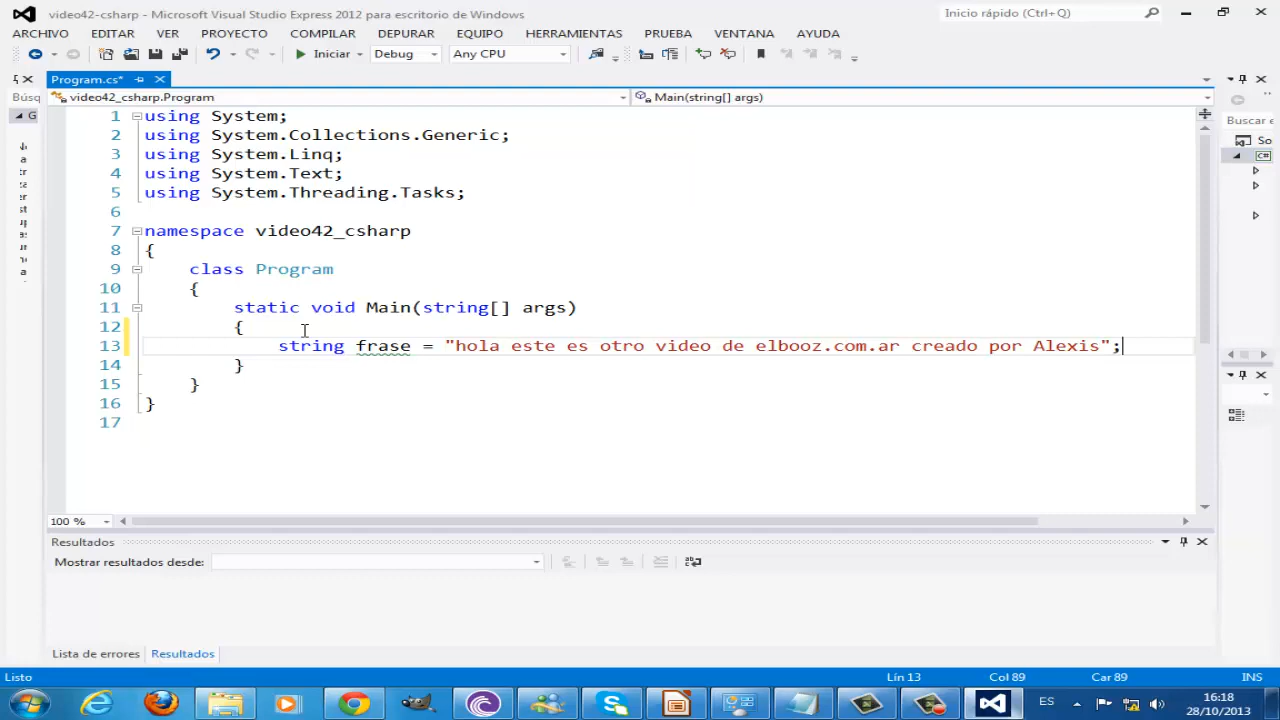 video42-csharp - Microsoft Visual Studio Express 2012 para escritorio de Windows
Inicio rápido (Ctrl+Q)
ARCHIVO EDITAR VER PROYECTO COMPILAR DEPURAR EQUIPO HERRAMIENTAS PRUEBA VENTANA AYUDA
Iniciar Debug Any CPU
Program.cs*
Búsq
video42_csharp.Program
Main(string[] args)
G
Buscar e
So
1 using System;
2 using System.Collections.Generic;
3 using System.Linq;
4 using System.Text;
5 using System.Threading.Tasks;
6
7 namespace video42_csharp
8 {
9 class Program
10 {
11 static void Main(string[] args)
12 {
13 string frase = "hola este es otro video de elbooz.com.ar creado por Alexis";
14 }
15 }
16 }
17
100 %
Resultados
Mostrar resultados desde:
Lista de errores Resultados
Listo
Lín 13 Col 89 Car 89 INS
ES
16:18
28/10/2013